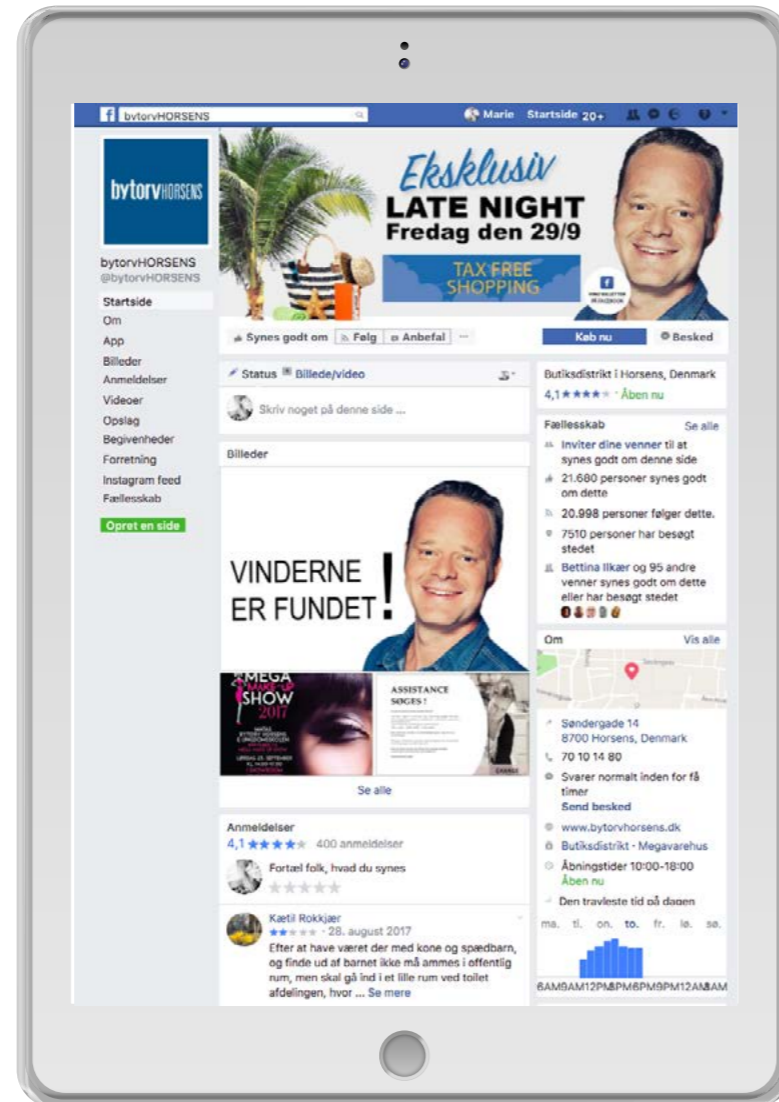 bytorvHORSENS
Marie Startside 20+
bytorvHORSENS
bytorvHORSENS
@bytorvHORSENS
Startside
Om
App
Billeder
Anmeldelser
Videoer
Opslag
Begivenheder
Forretning
Instagram feed
Fællesskab
Opret en side
Eksklusiv
LATE NIGHT
Fredag den 29/9
TAX FREE
SHOPPING
Synes godt om Følg Anbefal ...
Køb nu Besked
Status Billede/video
Skriv noget på denne side ...
Billeder
VINDERNE
ER FUNDET!
MEGA
MAKE-UP
SHOW
2017
ASSISTANCE
SØGES !
Se alle
Anmeldelser
4,1 ★★★★★ 400 anmeldelser
Fortæl folk, hvad du synes
Kætil Rokkjær
★★★★★ · 28. august 2017
Efter at have været der med kone og spædbarn,
og finde ud af barnet ikke må ammes i offentlig
rum, men skal gå ind i et lille rum ved toilet
afdelingen, hvor ... Se mere
Butiksdistrikt i Horsens, Denmark
4,1 ★★★★★ · Åben nu
Fællesskab Se alle
Inviter dine venner til at
synes godt om denne side
21.680 personer synes godt
om dette
20.998 personer følger dette.
7510 personer har besøgt
stedet
Bettina Ilkær og 95 andre
venner synes godt om dette
eller har besøgt stedet
Om Vis alle
Søndergade 14
8700 Horsens, Denmark
70 10 14 80
Svarer normalt inden for få
timer
Send besked
www.bytorvhorsens.dk
Butiksdistrikt · Megavarehus
Åbningstider 10:00-18:00
Åben nu
Den travleste tid på dagen
ma. ti. on. to. fr. lø. sø.
6AM 9AM 12PM 3PM 6PM 9PM 12AM 3AM